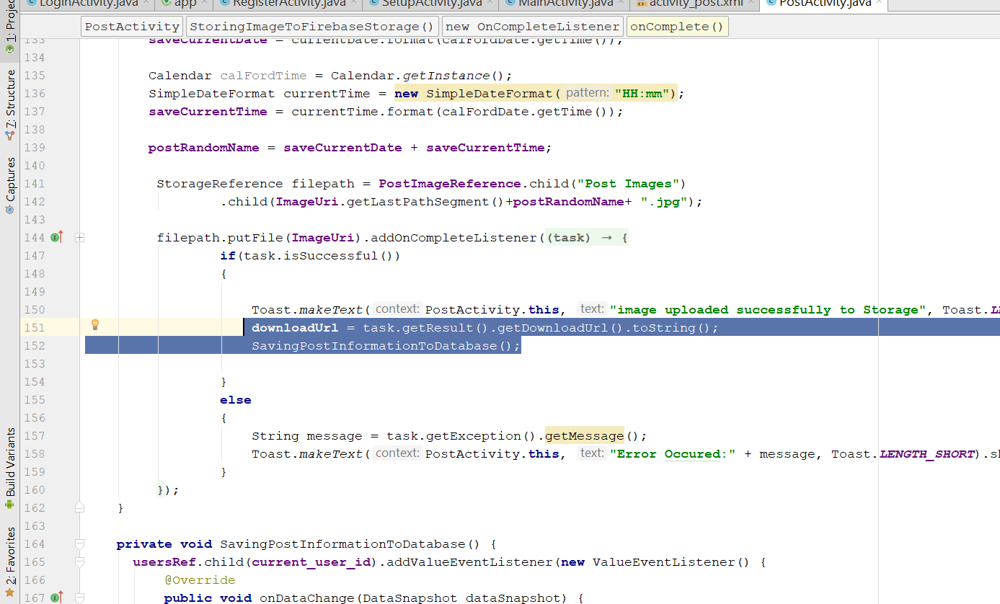 LoginActivity.java × app × RegisterActivity.java × SetupActivity.java × MainActivity.java × activity_post.xml × PostActivity.java ×
PostActivity StoringImageToFirebaseStorage() new OnCompleteListener onComplete()
1: Projec
7: Structure
Captures
Build Variants
2: Favorites
133 saveCurrentDate = currentDate.format(calFordDate.getTime());
134
135 Calendar calFordTime = Calendar.getInstance();
136 SimpleDateFormat currentTime = new SimpleDateFormat( pattern: "HH:mm");
137 saveCurrentTime = currentTime.format(calFordDate.getTime());
138
139 postRandomName = saveCurrentDate + saveCurrentTime;
140
141 StorageReference filepath = PostImageReference.child("Post Images")
142 .child(ImageUri.getLastPathSegment()+postRandomName+ ".jpg");
143
144 filepath.putFile(ImageUri).addOnCompleteListener((task) → {
147 if(task.isSuccessful())
148 {
149
150 Toast.makeText( context: PostActivity.this, text: "image uploaded successfully to Storage", Toast.LE
151 downloadUrl = task.getResult().getDownloadUrl().toString();
152 SavingPostInformationToDatabase();
153
154 }
155 else
156 {
157 String message = task.getException().getMessage();
158 Toast.makeText( context: PostActivity.this, text: "Error Occured:" + message, Toast.LENGTH_SHORT).sh
159 }
160 });
162 }
163
164 private void SavingPostInformationToDatabase() {
165 usersRef.child(current_user_id).addValueEventListener(new ValueEventListener() {
166 @Override
167 public void onDataChange(DataSnapshot dataSnapshot) {